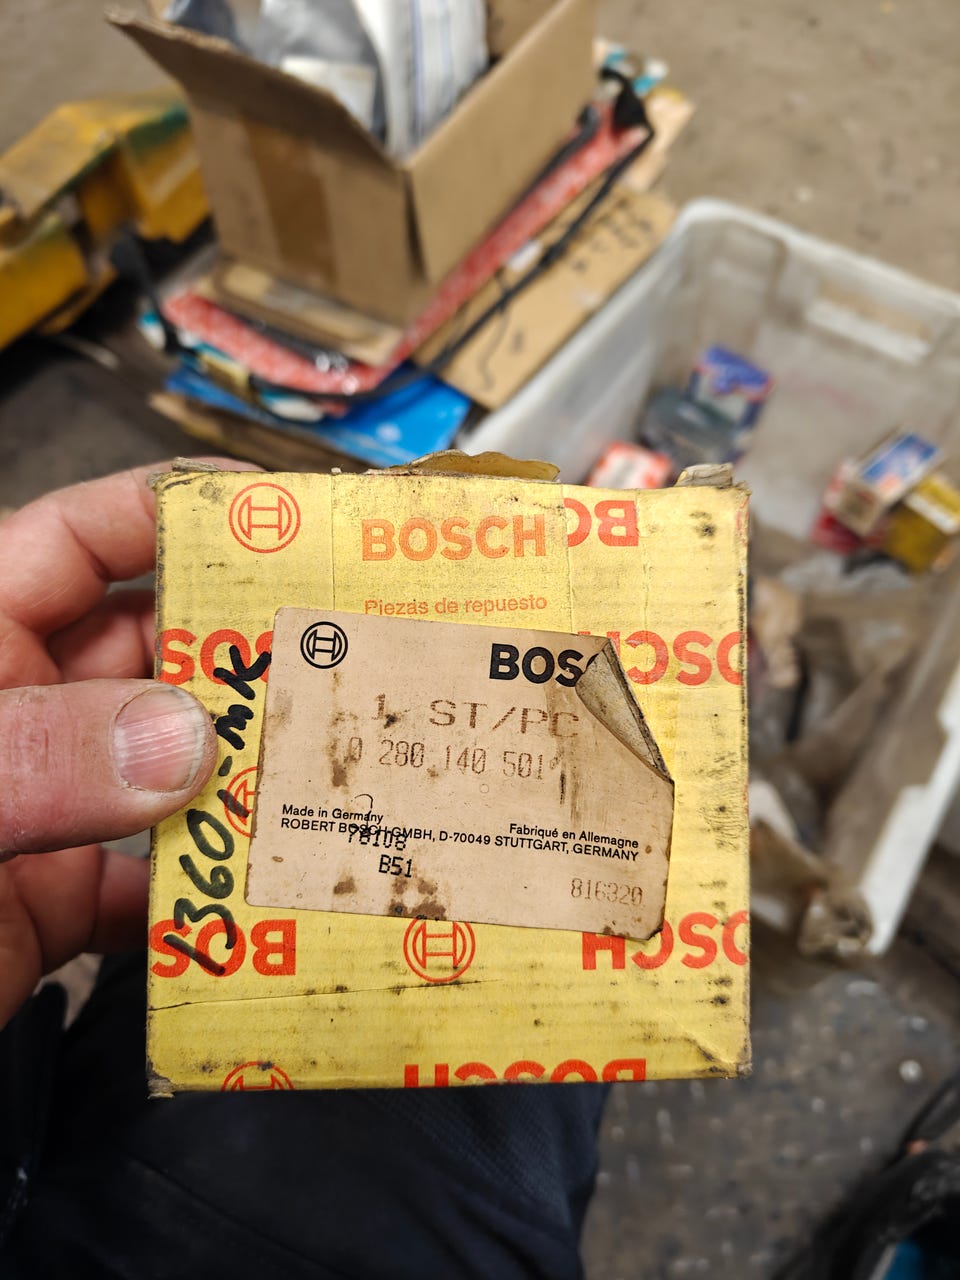 BOSCH
BOSCH
Piezas de repuesto
BOSCH
BOSCH
1 ST/PC
0 280 140 501
Made in Germany
Fabriqué en Allemagne
ROBERT BOSCH GMBH, D-70049 STUTTGART, GERMANY
78108
B51
816320
1360:-mK
BOSCH
BOSCH
BOSCH
BOSCH